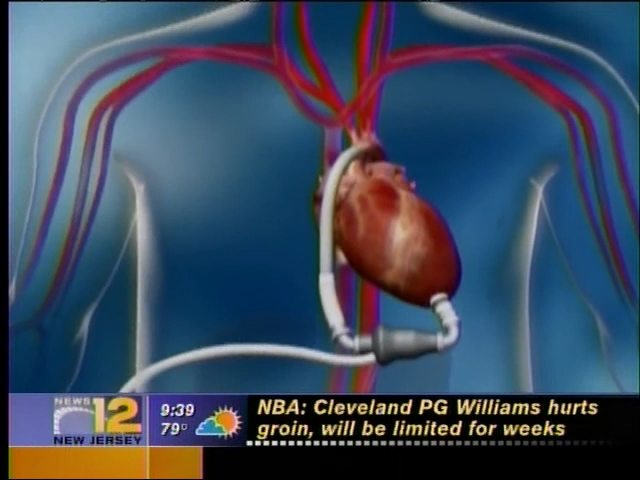 NEWS
12
NEW JERSEY
9:39
79°
NBA: Cleveland PG Williams hurts
groin, will be limited for weeks